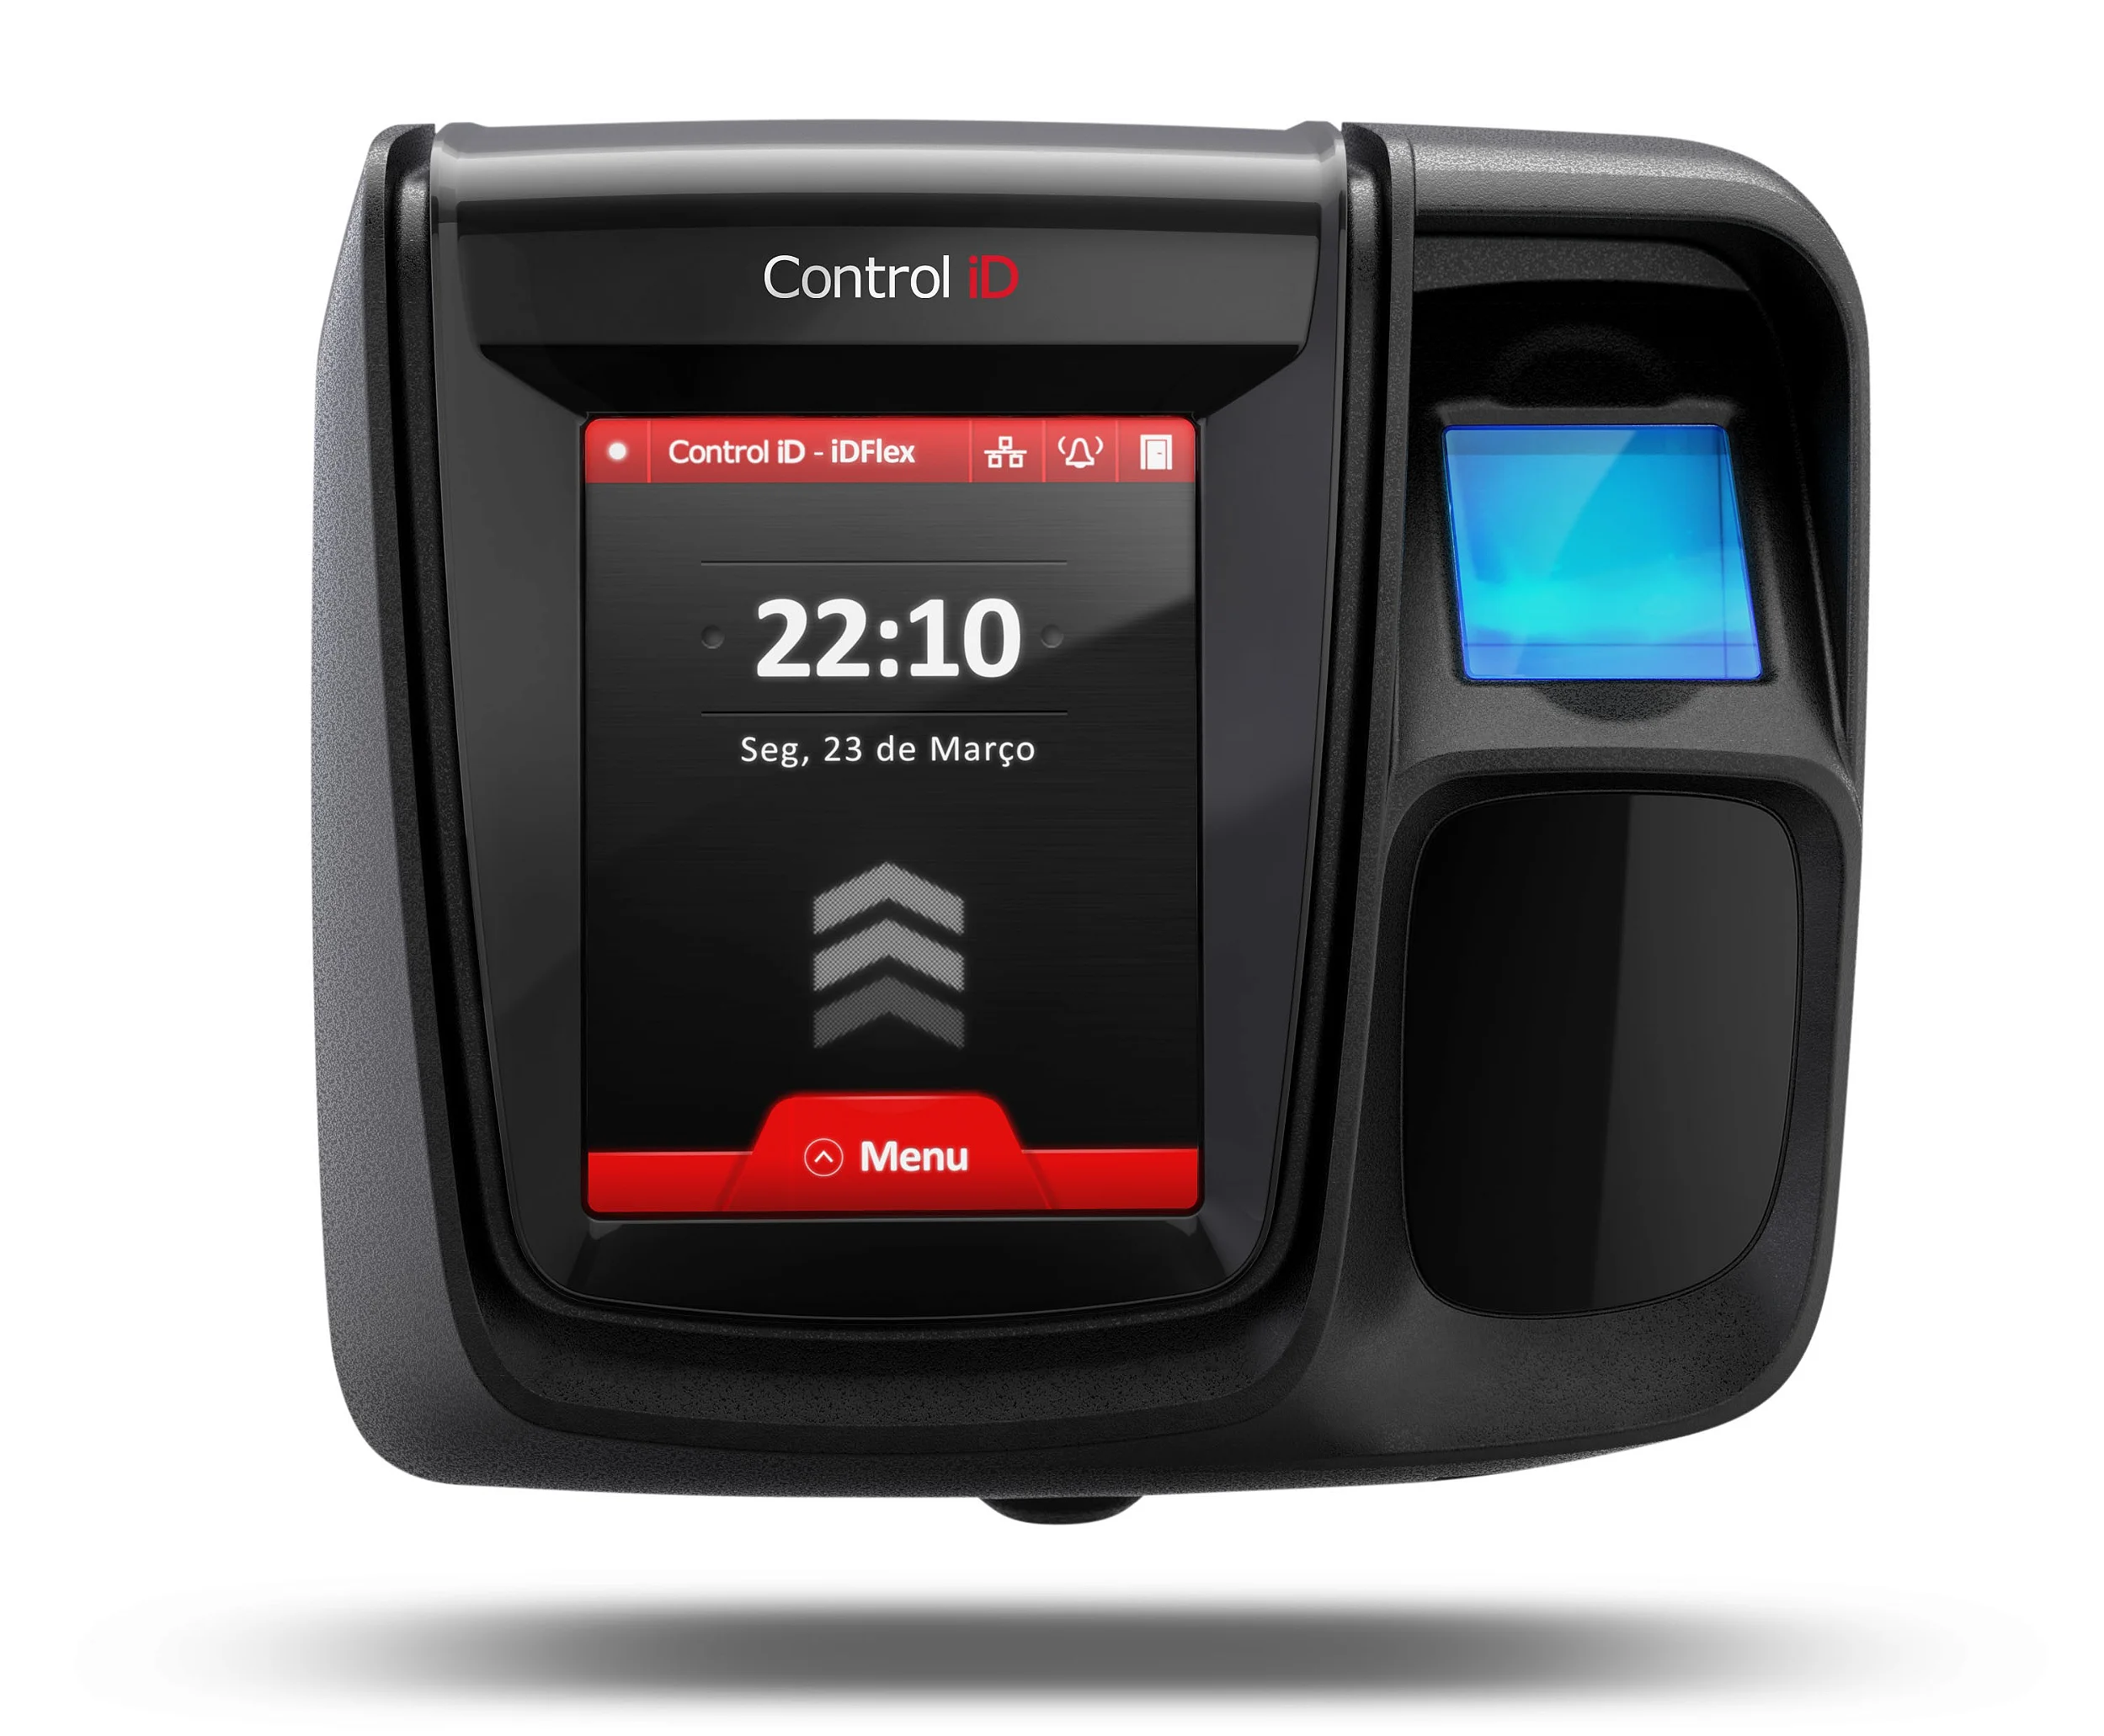 Control iD
Control iD - iDFlex
22:10
Seg, 23 de Março
Menu